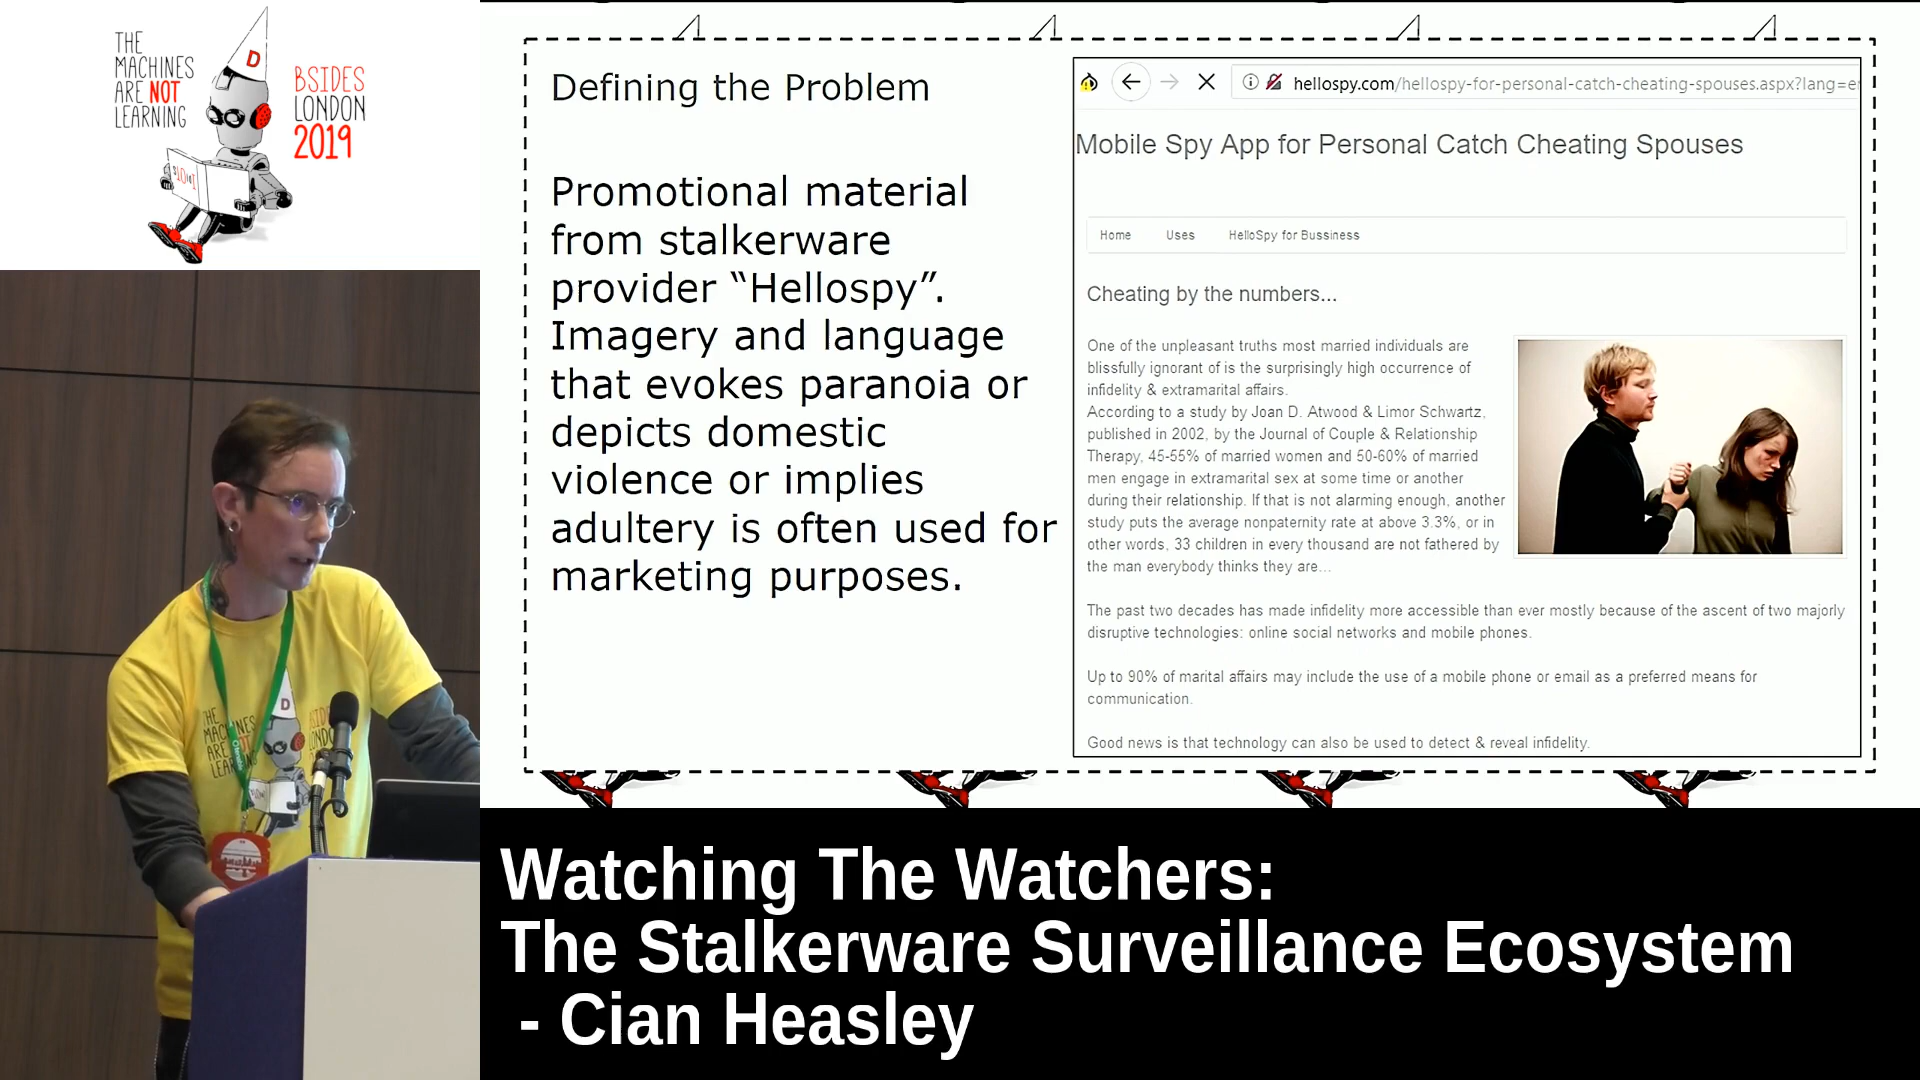 THE
MACHINES
ARE NOT
LEARNING
D
BSIDES
LONDON
2019
Defining the Problem
Promotional material
from stalkerware
provider “Hellospy”.
Imagery and language
that evokes paranoia or
depicts domestic
violence or implies
adultery is often used for
marketing purposes.
hellospy.com/hellospy-for-personal-catch-cheating-spouses.aspx?lang=en
Mobile Spy App for Personal Catch Cheating Spouses
Home Uses HelloSpy for Bussiness
Cheating by the numbers...
One of the unpleasant truths most married individuals are
blissfully ignorant of is the surprisingly high occurrence of
infidelity & extramarital affairs.
According to a study by Joan D. Atwood & Limor Schwartz,
published in 2002, by the Journal of Couple & Relationship
Therapy, 45-55% of married women and 50-60% of married
men engage in extramarital sex at some time or another
during their relationship. If that is not alarming enough, another
study puts the average nonpaternity rate at above 3.3%, or in
other words, 33 children in every thousand are not fathered by
the man everybody thinks they are...
The past two decades has made infidelity more accessible than ever mostly because of the ascent of two majorly
disruptive technologies: online social networks and mobile phones.
Up to 90% of marital affairs may include the use of a mobile phone or email as a preferred means for
communication.
Good news is that technology can also be used to detect & reveal infidelity.
D
THE
MACHINES
ARE NOT
LEARNING
Watching The Watchers:
The Stalkerware Surveillance Ecosystem
- Cian Heasley